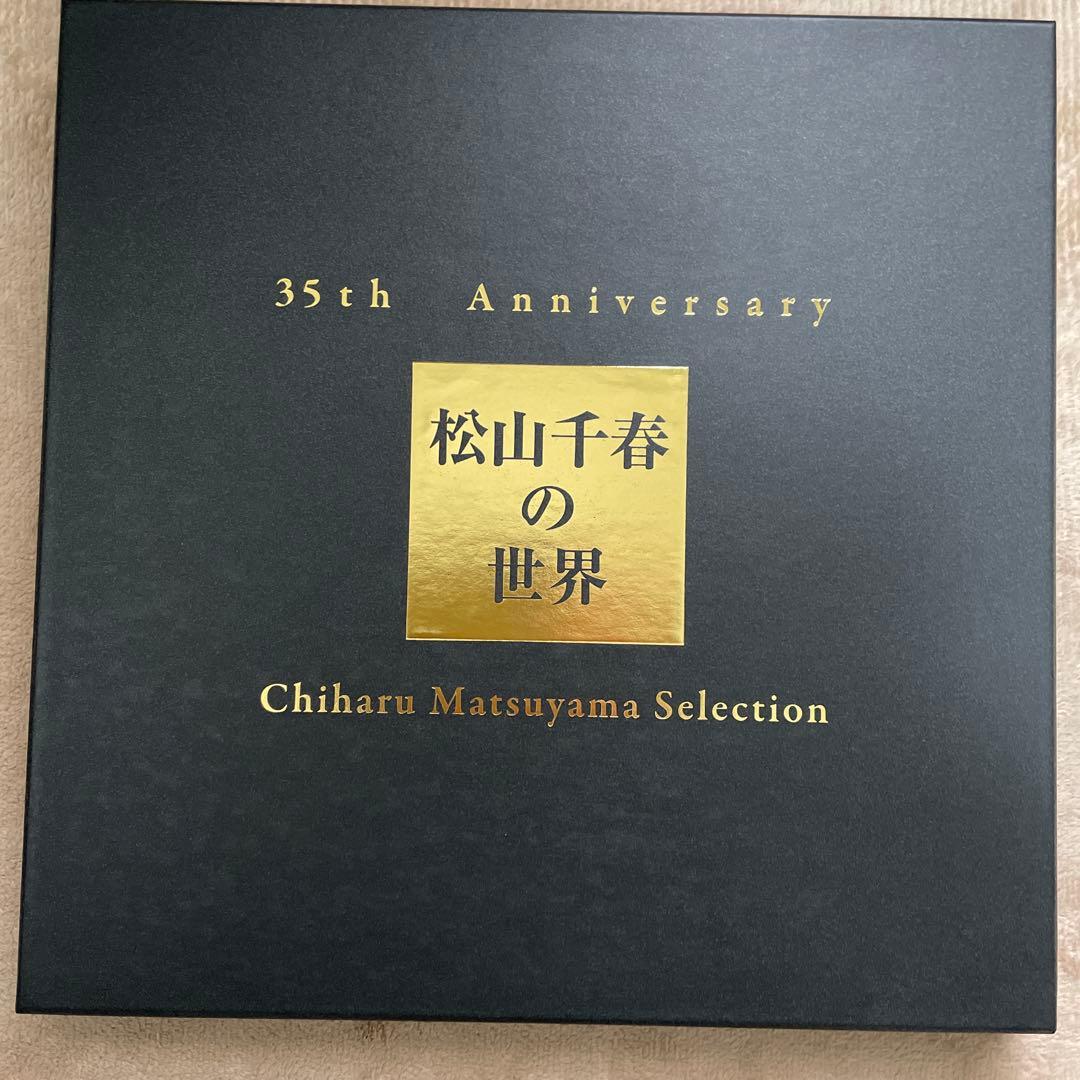 35th Anniversary
松山千春
の
世界
Chiharu Matsuyama Selection